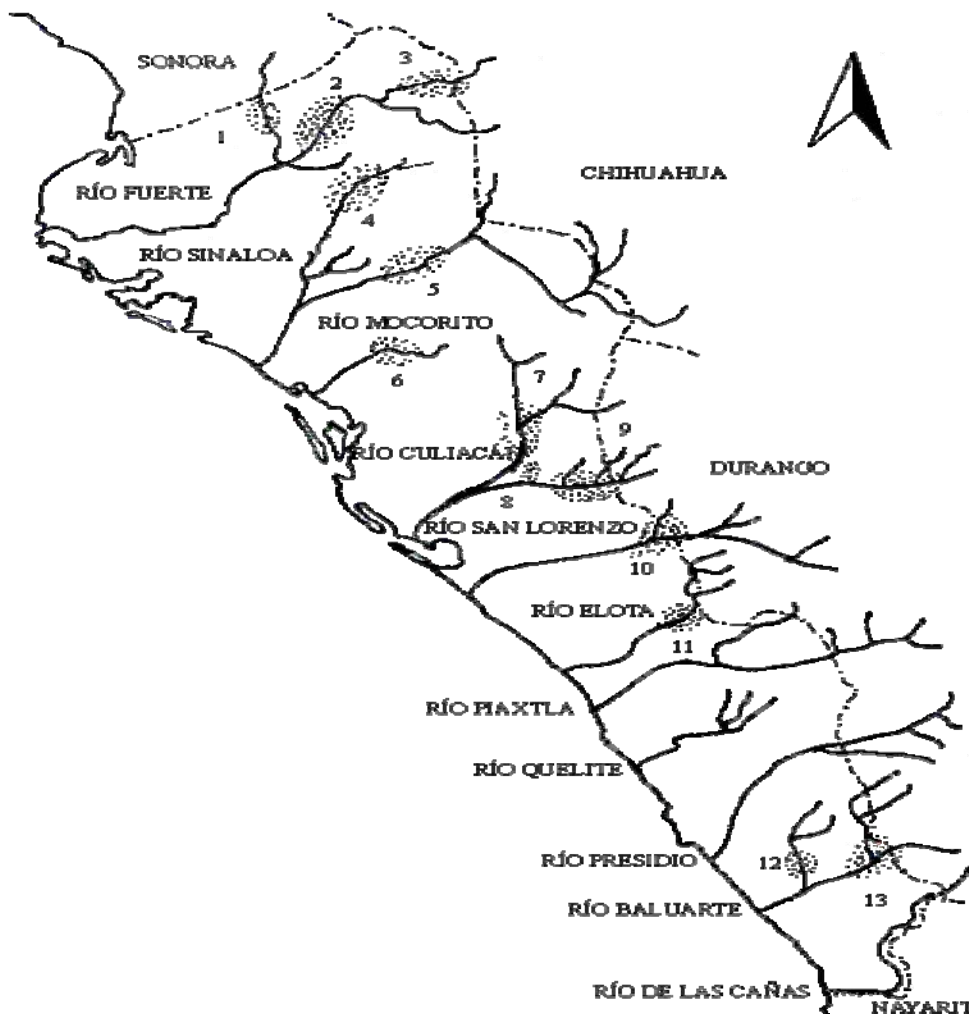 SONORA
3
2
1
CHIHUAHUA
RÍO FUERTE
4
RÍO SINALOA
5
RÍO MOCORITO
6
7
9
RÍO CULIACÁN
DURANGO
8
RÍO SAN LORENZO
10
RÍO ELOTA
11
RÍO PIAXTLA
RÍO QUELITE
RÍO PRESIDIO
12
13
RÍO BALUARTE
RÍO DE LAS CAÑAS
NAYARIT